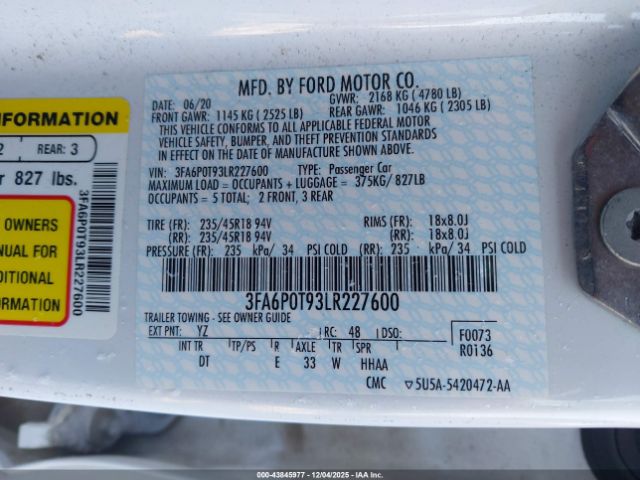 MFD. BY FORD MOTOR CO.
DATE: 06/20 GVWR: 2168 KG ( 4780 LB)
FRONT GAWR: 1145 KG ( 2525 LB) REAR GAWR: 1046 KG ( 2305 LB)
THIS VEHICLE CONFORMS TO ALL APPLICABLE FEDERAL MOTOR
VEHICLE SAFETY, BUMPER, AND THEFT PREVENTION STANDARDS
IN EFFECT ON THE DATE OF MANUFACTURE SHOWN ABOVE.
VIN: 3FA6P0T93LR227600 TYPE: Passenger Car
MAXIMUM LOAD = OCCUPANTS + LUGGAGE = 375KG/ 827LB
OCCUPANTS = 5 TOTAL; 2 FRONT, 3 REAR
TIRE (FR): 235/45R18 94V RIMS (FR): 18x8.0J
(RR): 235/45R18 94V (RR): 18x8.0J
PRESSURE (FR): 235 kPa/ 34 PSI COLD (RR): 235 kPa/ 34 PSI COLD
3FA6P0T93LR227600
TRAILER TOWING - SEE OWNER GUIDE
EXT PNT: YZ RC: 48 DSO: F0073
R0136
INT TR TP/PS R AXLE TR SPR
DT E 33 W HHAA
CMC 5U5A-5420472-AA
NFORMATION
2 REAR: 3
r 827 lbs.
OWNERS
NUAL FOR
DITIONAL
ORMATION
3FA6P0T93LR227600
000-43845977 - 12/04/2025 - COPART